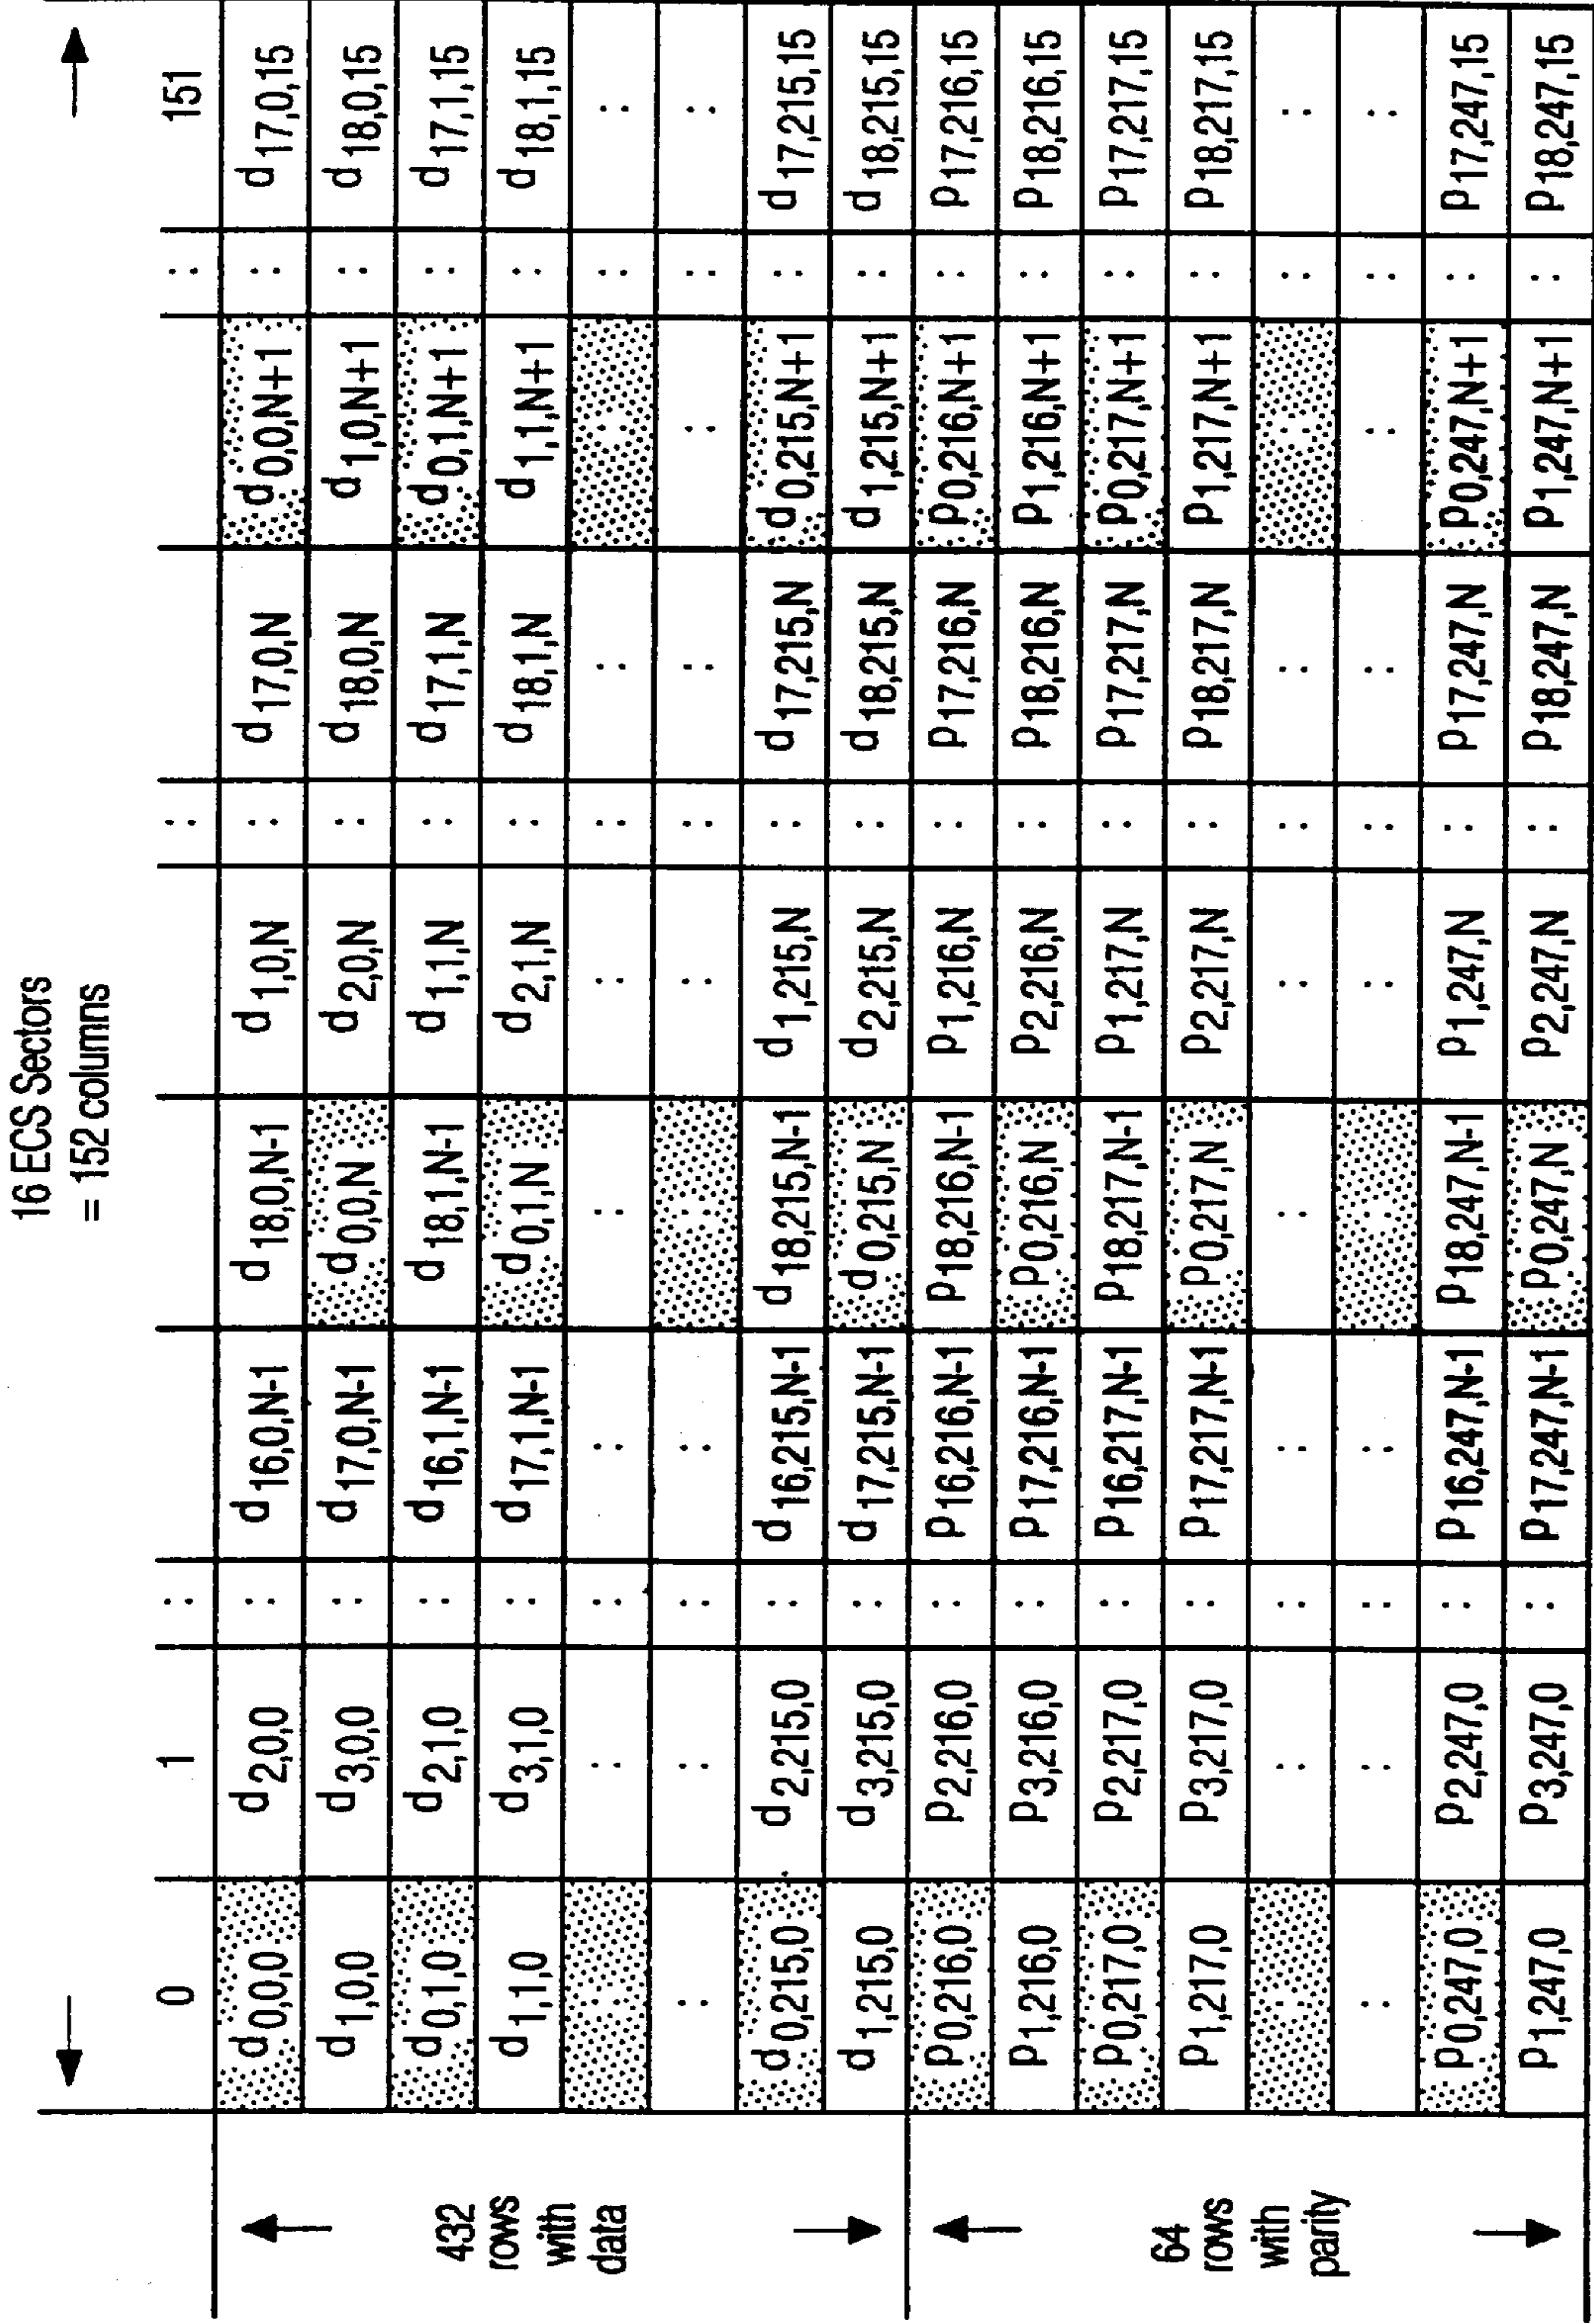 16 ECS Sectors
= 152 columns
0 1 : : 151
0 1 : : : 151
d0,0,0 d2,0,0 : d16,0,N-1 d18,0,N-1 d1,0,N : d17,0,N d0,0,N+1 : d17,0,15
d1,0,0 d3,0,0 : d17,0,N-1 d0,0,N d2,0,N : d18,0,N d1,0,N+1 : d18,0,15
d0,1,0 d2,1,0 : d16,1,N-1 d18,1,N-1 d1,1,N : d17,1,N d0,1,N+1 : d17,1,15
d1,1,0 d3,1,0 : d17,1,N-1 d0,1,N d2,1,N : d18,1,N d1,1,N+1 : d18,1,15
: : : : : : : : : :
: : : : : : : : : :
d0,215,0 d2,215,0 : d16,215,N-1 d18,215,N-1 d1,215,N : d17,215,N d0,215,N+1 : d17,215,15
d1,215,0 d3,215,0 : d17,215,N-1 d0,215,N d2,215,N : d18,215,N d1,215,N+1 : d18,215,15
432
rows
with
data
p0,216,0 p2,216,0 : p16,216,N-1 p18,216,N-1 p1,216,N : p17,216,N p0,216,N+1 : p17,216,15
p1,216,0 p3,216,0 : p17,216,N-1 p0,216,N p2,216,N : p18,216,N p1,216,N+1 : p18,216,15
p0,217,0 p2,217,0 : p16,217,N-1 p18,217,N-1 p1,217,N : p17,217,N p0,217,N+1 : p17,217,15
p1,217,0 p3,217,0 : p17,217,N-1 p0,217,N p2,217,N : p18,217,N p1,217,N+1 : p18,217,15
: : : : : : : : : :
: : : : : : : : : :
p0,247,0 p2,247,0 : p16,247,N-1 p18,247,N-1 p1,247,N : p17,247,N p0,247,N+1 : p17,247,15
p1,247,0 p3,247,0 : p17,247,N-1 p0,247,N p2,247,N : p18,247,N p1,247,N+1 : p18,247,15
64
rows
with
parity